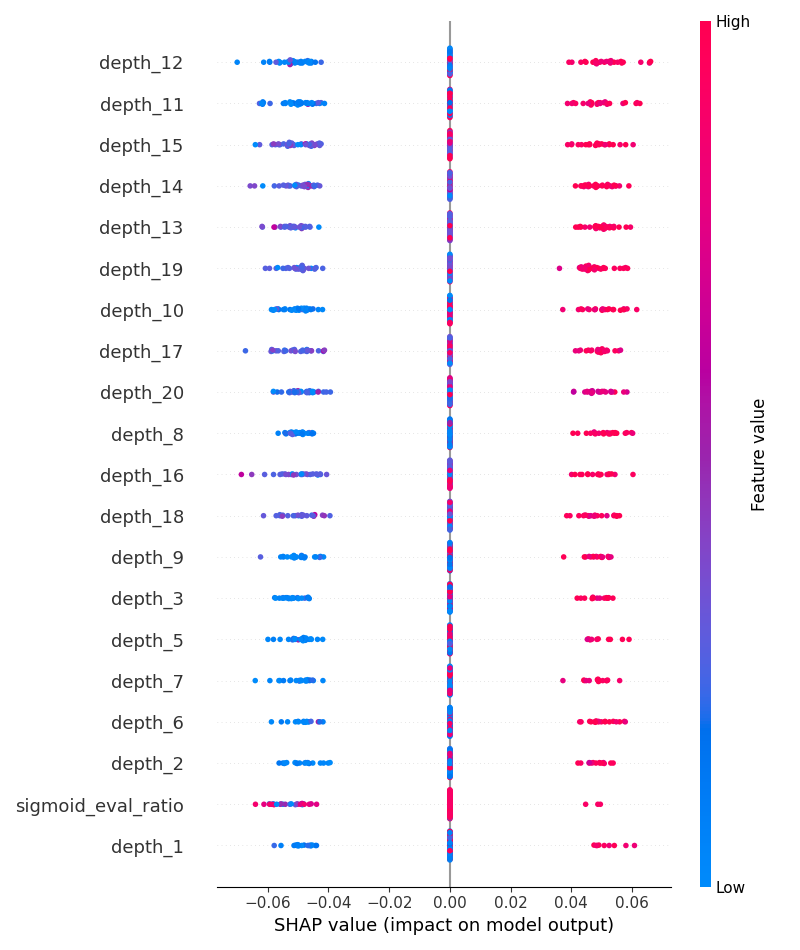 High
depth_12
depth_11
depth_15
depth_14
depth_13
depth_19
depth_10
depth_17
depth_20
depth_8
depth_16
depth_18
depth_9
depth_3
depth_5
depth_7
depth_6
depth_2
sigmoid_eval_ratio
depth_1
Feature value
Low
−0.06 −0.04 −0.02 0.00 0.02 0.04 0.06
SHAP value (impact on model output)